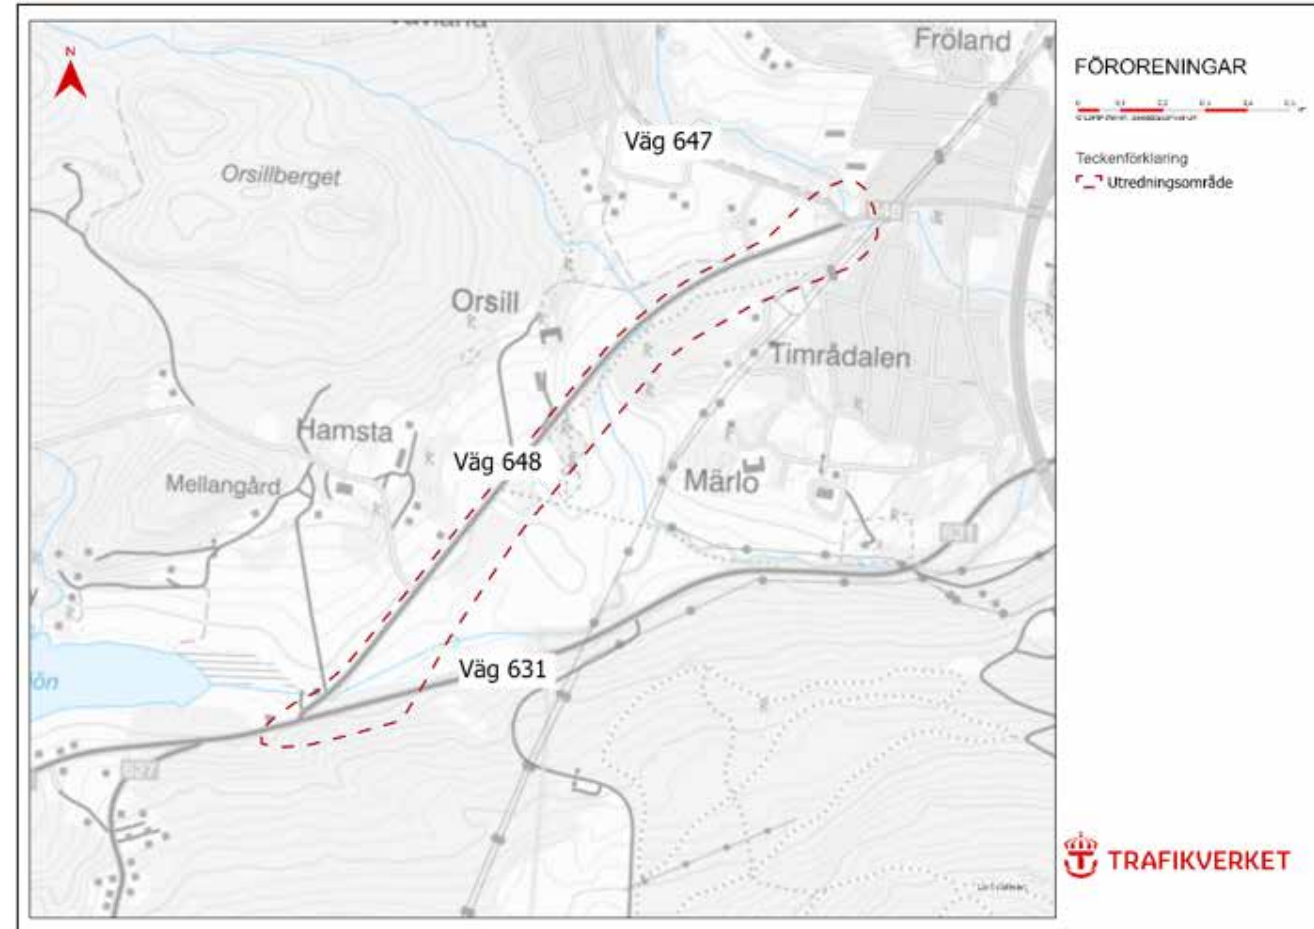 Fröland
N
FÖRORENINGAR
Väg 647
Teckenförklaring
Utredningsområde
Orsillberget
Orsill
Timrådalen
Hamsta
Väg 648
Mellangård
Märlo
Väg 631
TRAFIKVERKET